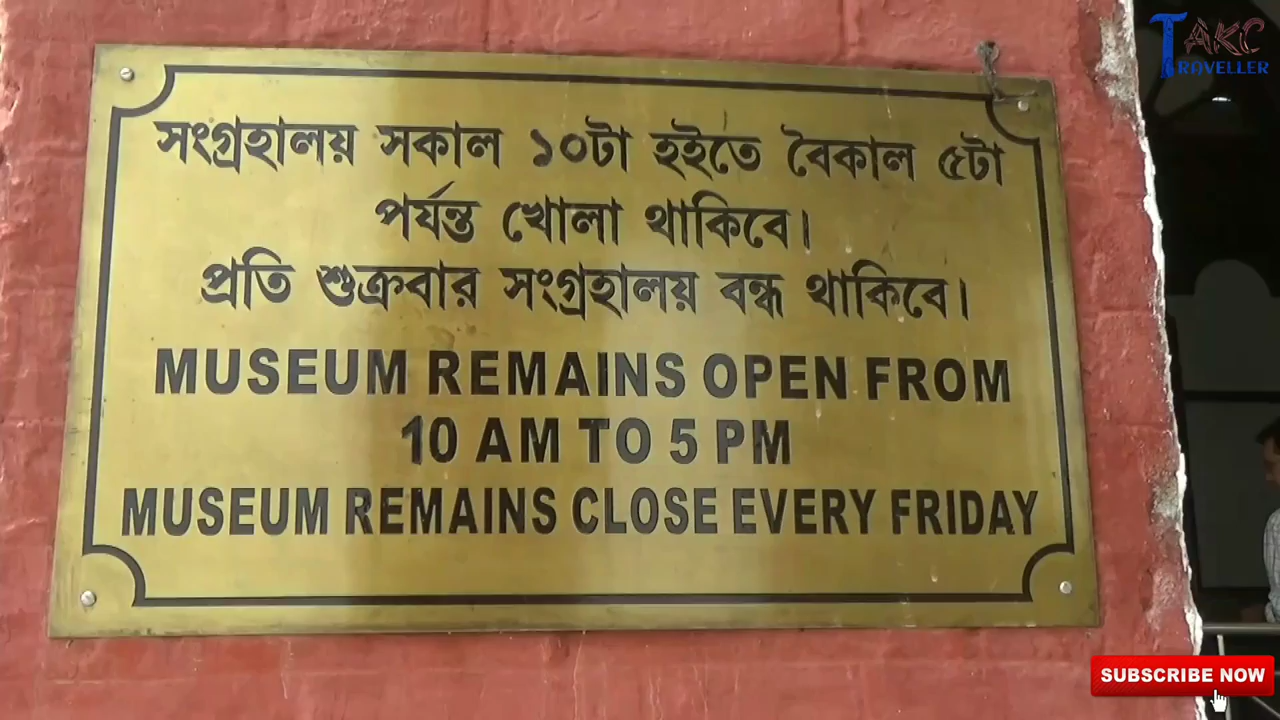 TAKC
TRAVELLER
সংগ্রহালয় সকাল ১০টা হইতে বৈকাল ৫টা
পর্যন্ত খোলা থাকিবে।
প্রতি শুক্রবার সংগ্রহালয় বন্ধ থাকিবে।
MUSEUM REMAINS OPEN FROM
10 AM TO 5 PM
MUSEUM REMAINS CLOSE EVERY FRIDAY
SUBSCRIBE NOW